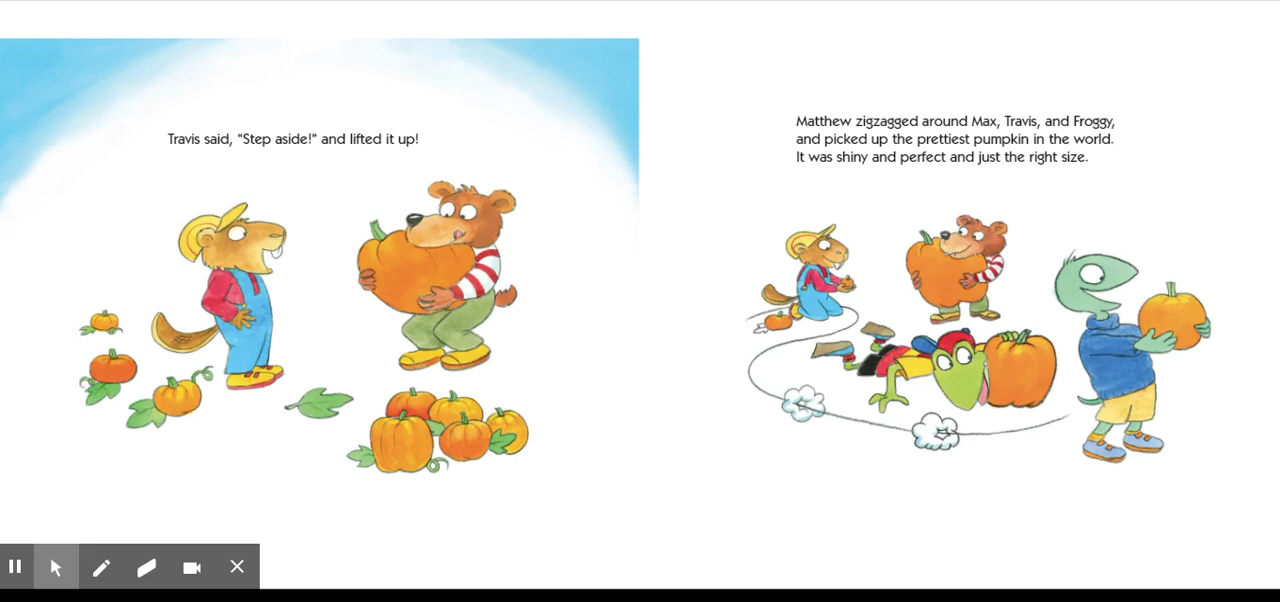 Travis said, “Step aside!” and lifted it up!
Matthew zigzagged around Max, Travis, and Froggy,
and picked up the prettiest pumpkin in the world.
It was shiny and perfect and just the right size.